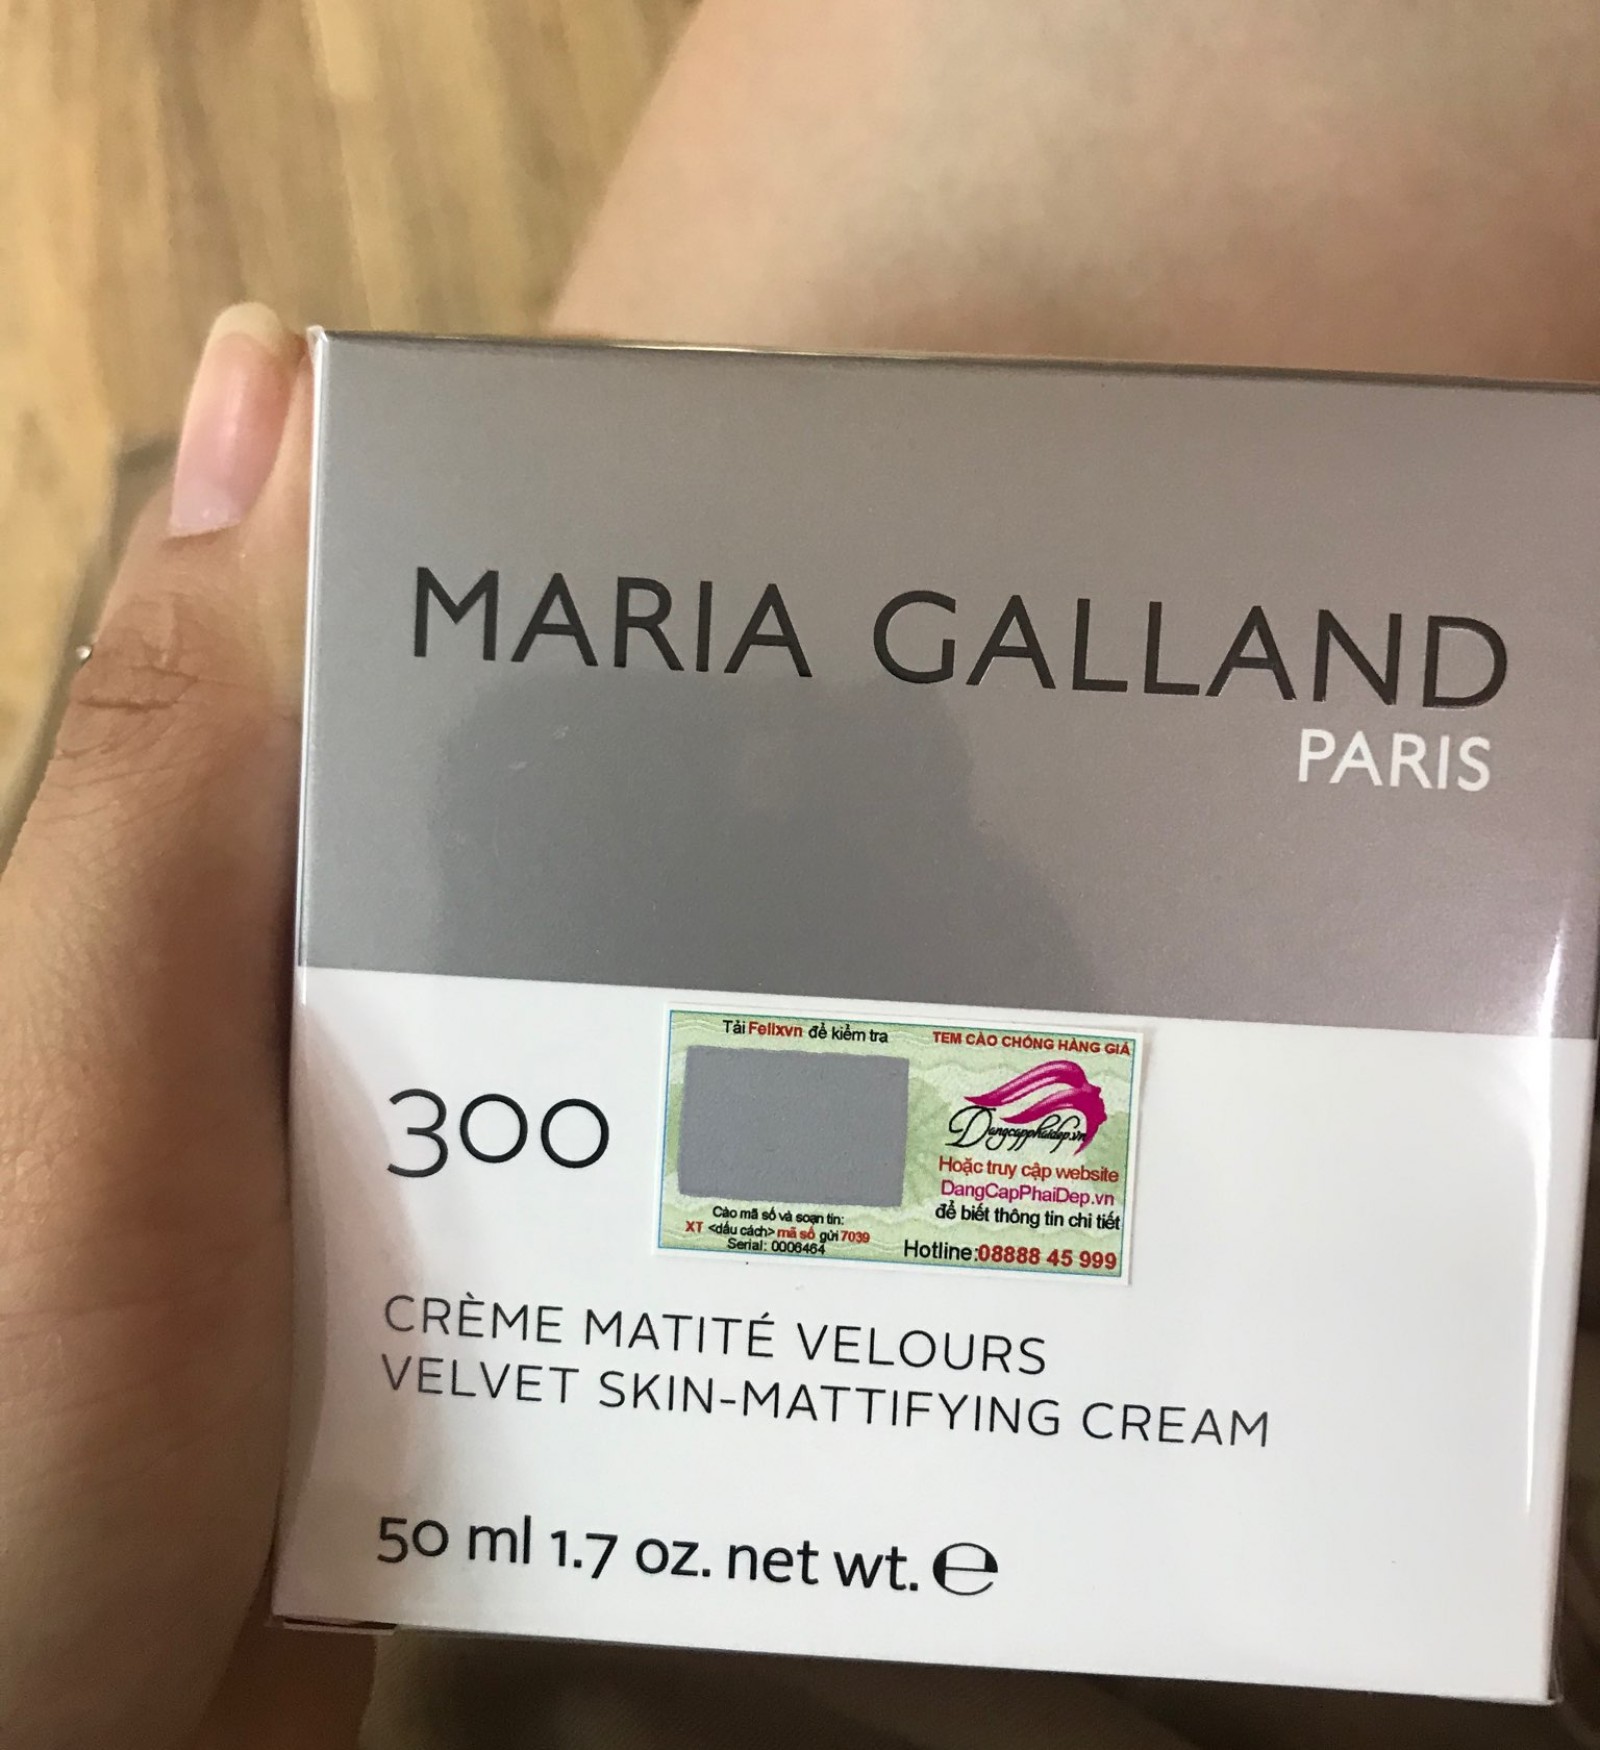 MARIA GALLAND
PARIS
300
Tải Felixvn để kiểm tra
TEM CÀO CHỐNG HÀNG GIẢ
Dangcapphaidep.vn
Hoặc truy cập website
DangCapPhaiDep.vn
để biết thông tin chi tiết
Cào mã số và soạn tin:
XT <dấu cách> mã số gửi 7039
Serial: 0006464
Hotline:08888 45 999
CRÈME MATITÉ VELOURS
VELVET SKIN-MATTIFYING CREAM
50 ml 1.7 oz. net wt. e